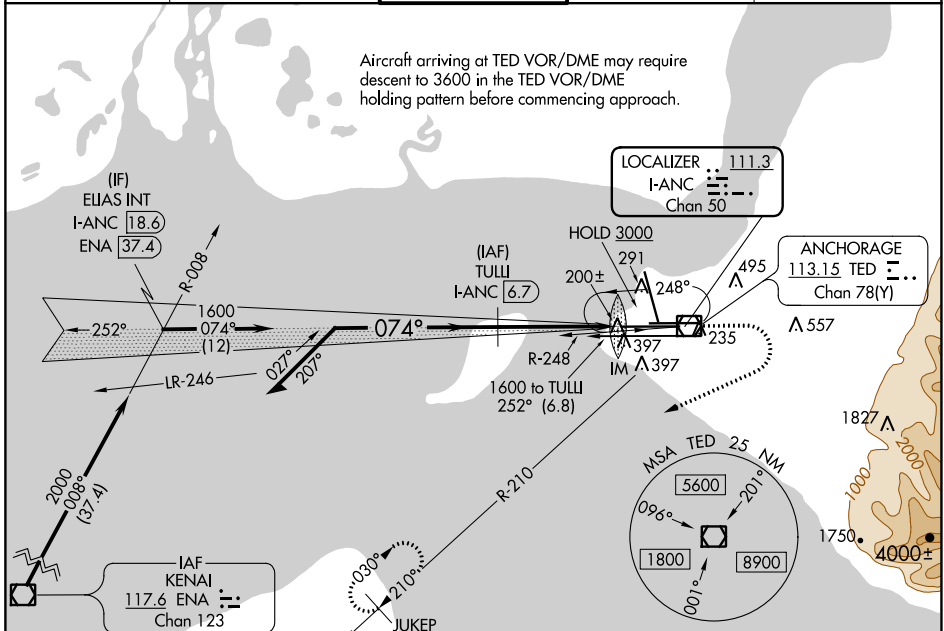 Aircraft arriving at TED VOR/DME may require
descent to 3600 in the TED VOR/DME
holding pattern before commencing approach.
LOCALIZER 111.3
I-ANC
Chan 50
(IF)
ELIAS INT
I-ANC 18.6
ENA 37.4
R-008
HOLD 3000
(IAF)
TULLI
I-ANC 6.7
ANCHORAGE
113.15 TED
Chan 78(Y)
291
200±
248°
495
557
1600
074°
(12)
252°
074°
235
397
IM
397
R-248
027°
207°
LR-246
1600 to TULLI
252° (6.8)
1827
1000
2000
MSA TED 25 NM
5600
201°
096°
1800
8900
001°
1750
4000±
R-210
2000
008°
(37.4)
IAF
KENAI
117.6 ENA
Chan 123
030°
210°
JUKEP